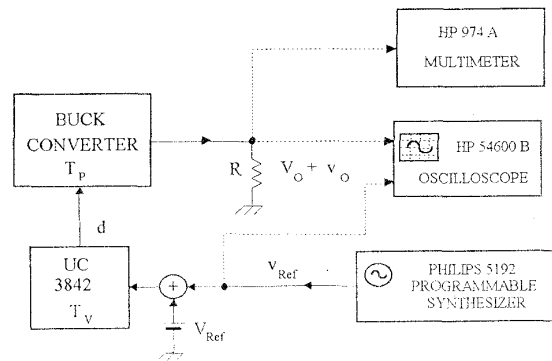 HP 974 A
MULTIMETER
BUCK
CONVERTER
T_P
R
V_O + v_O
HP 54600 B
OSCILLOSCOPE
d
UC
3842
T_V
+
V_Ref
v_Ref
PHILIPS 5192
PROGRAMMABLE
SYNTHESIZER